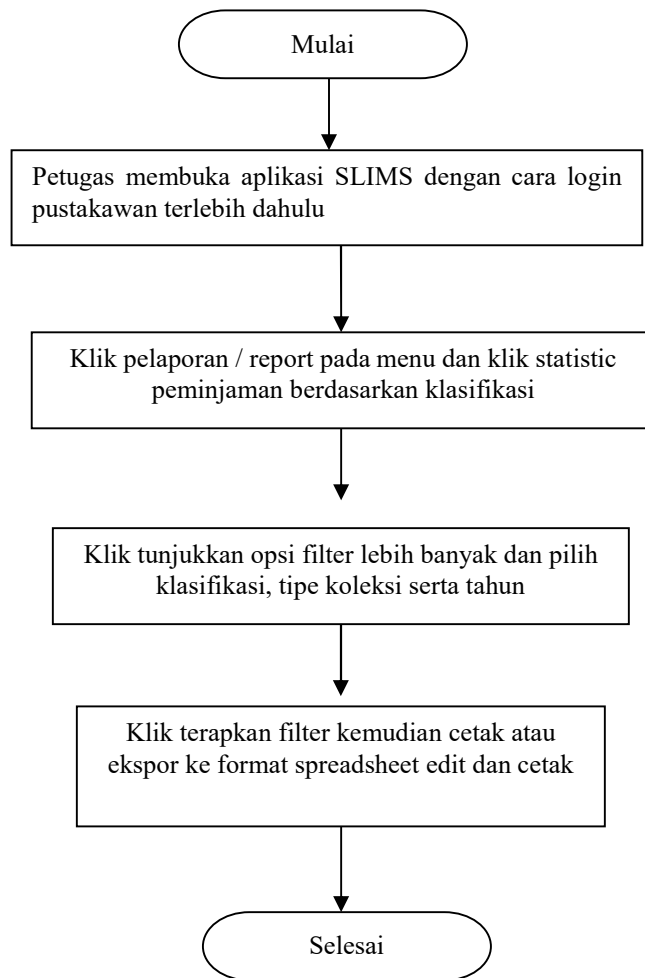 Mulai
Petugas membuka aplikasi SLIMS dengan cara login
pustakawan terlebih dahulu
Klik pelaporan / report pada menu dan klik statistic
peminjaman berdasarkan klasifikasi
Klik tunjukkan opsi filter lebih banyak dan pilih
klasifikasi, tipe koleksi serta tahun
Klik terapkan filter kemudian cetak atau
ekspor ke format spreadsheet edit dan cetak
Selesai